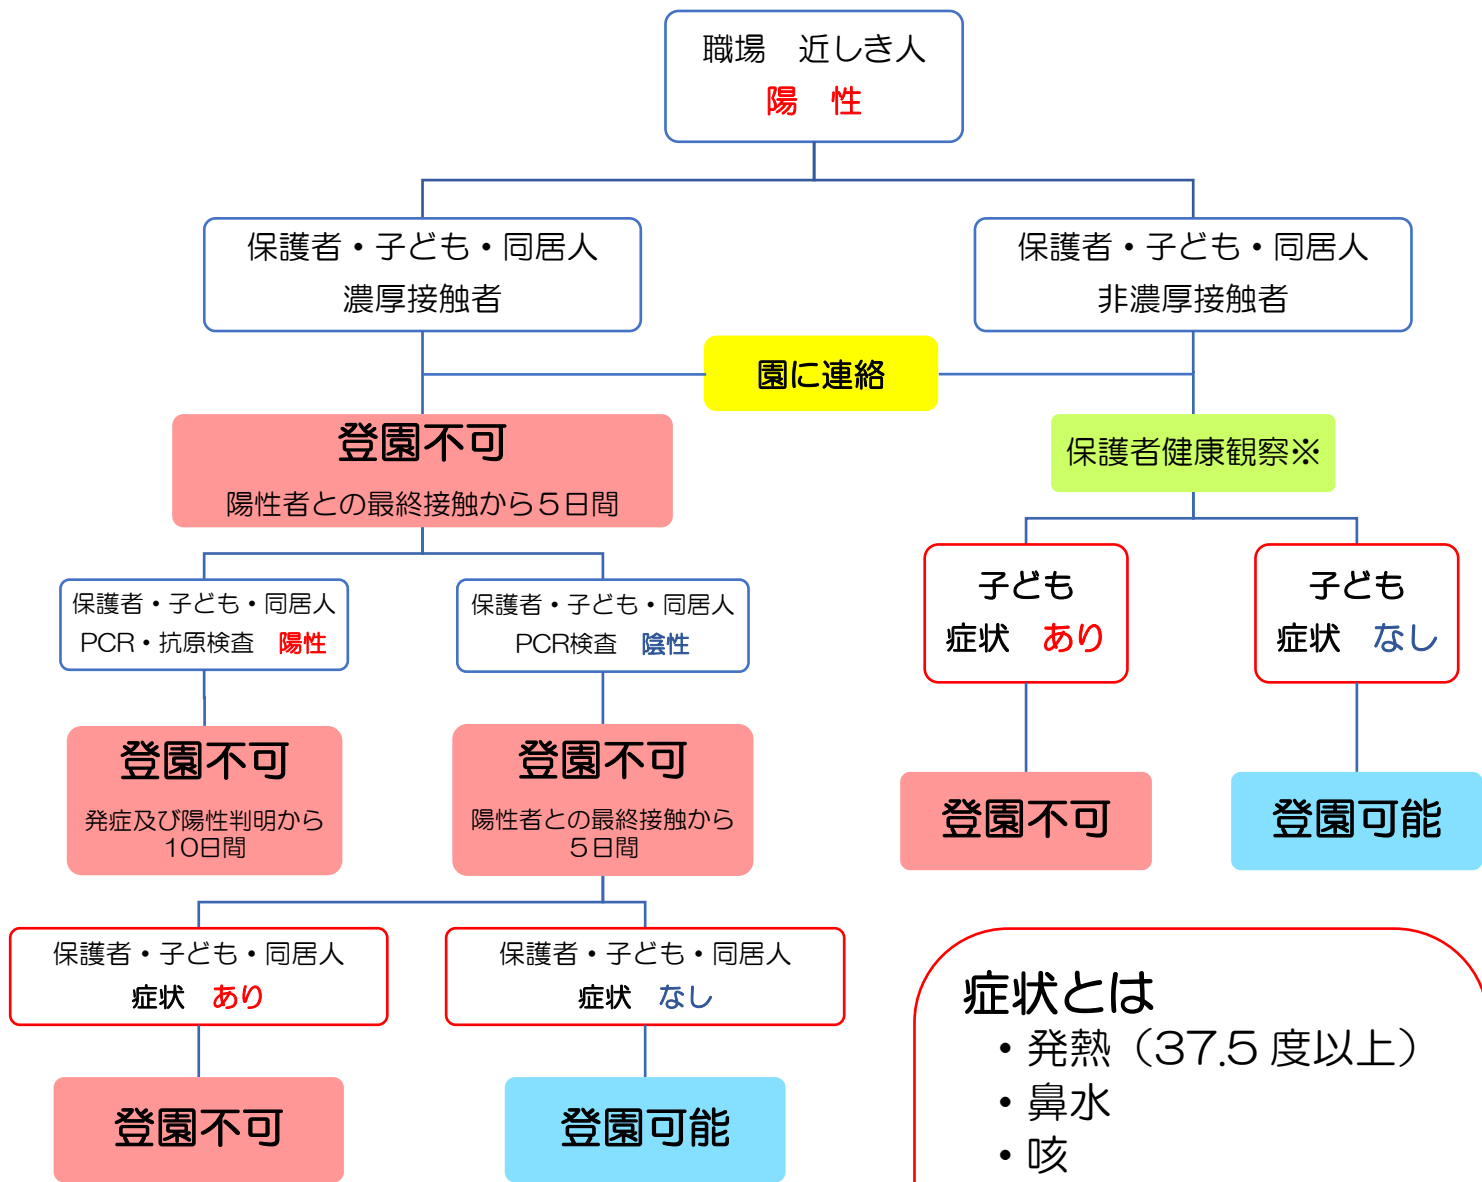 職場　近しき人
陽　性
保護者・子ども・同居人
濃厚接触者
保護者・子ども・同居人
非濃厚接触者
園に連絡
登園不可
陽性者との最終接触から５日間
保護者健康観察※
保護者・子ども・同居人
PCR・抗原検査　陽性
保護者・子ども・同居人
PCR検査　陰性
子ども
症状　あり
子ども
症状　なし
登園不可
発症及び陽性判明から
10日間
登園不可
陽性者との最終接触から
５日間
登園不可
登園可能
保護者・子ども・同居人
症状　あり
保護者・子ども・同居人
症状　なし
登園不可
登園可能
症状とは
・発熱（37.5 度以上）
・鼻水
・咳